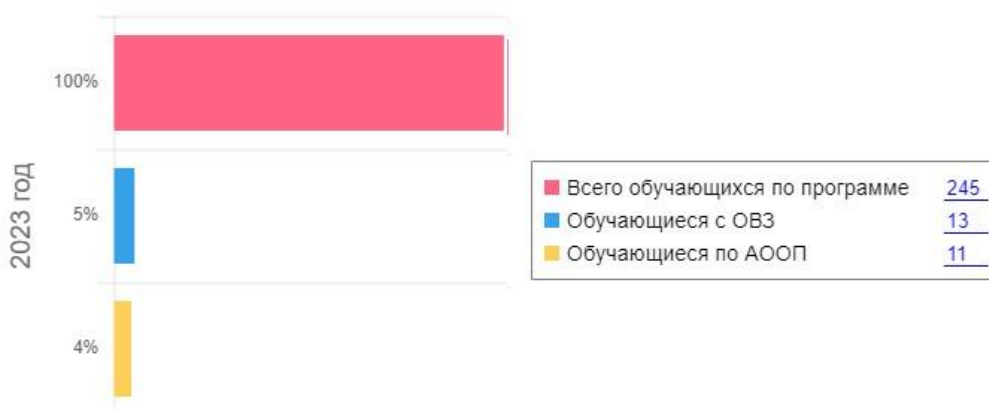 2023 год
100%
5%
4%
Всего обучающихся по программе 245
Обучающиеся с ОВЗ 13
Обучающиеся по АООП 11